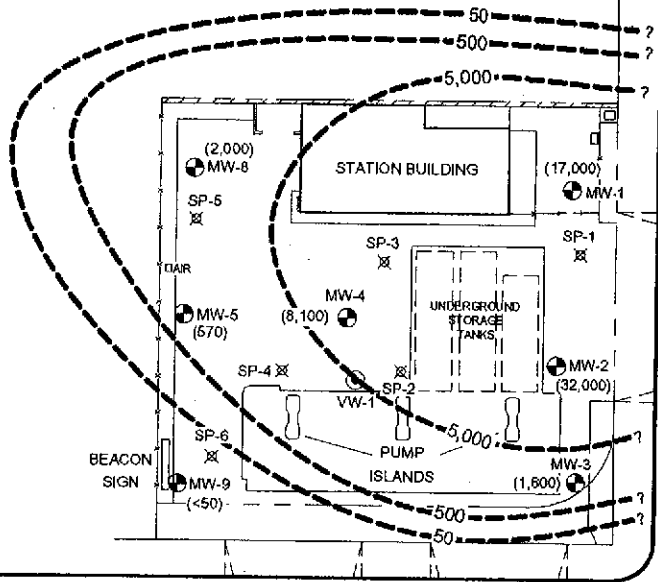 50
?
500
?
5,000
?
(2,000)
MW-8
STATION BUILDING
(17,000)
MW-1
SP-5
SP-3
SP-1
AIR
MW-4
(8,100)
UNDERGROUND
STORAGE
TANKS
MW-5
(570)
SP-4
VW-1
SP-2
MW-2
(32,000)
5,000
?
SP-6
PUMP
ISLANDS
BEACON
SIGN
MW-9
(<50)
MW-3
(1,600)
500
?
50
?